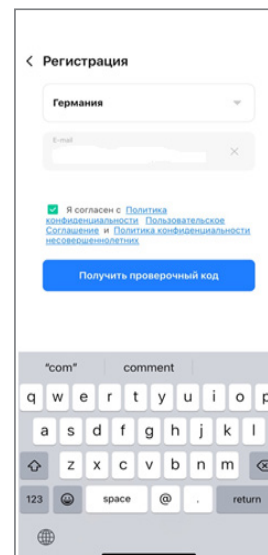 Регистрация
Германия
E-mail
Я согласен с Политика
конфиденциальности Пользовательское
Соглашение и Политика конфиденциальности
несовершеннолетних
Получить проверочный код
“com” comment
q w e r t y u i o p
a s d f g h j k l
z x c v b n m
123 space @ . return